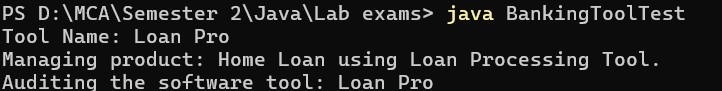 PS D:\MCA\Semester 2\Java\Lab exams> java BankingToolTest
Tool Name: Loan Pro
Managing product: Home Loan using Loan Processing Tool.
Auditing the software tool: Loan Pro